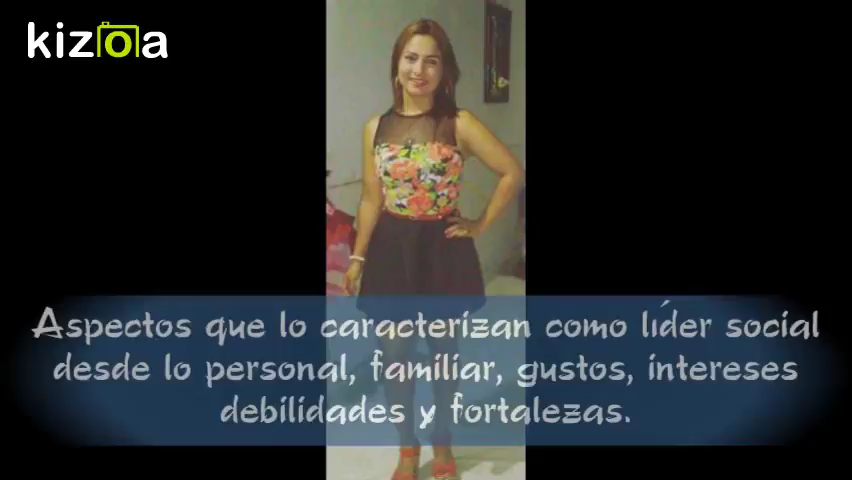 kizoa
Aspectos que lo caracterizan como líder social
desde lo personal, familiar, gustos, intereses
debilidades y fortalezas.